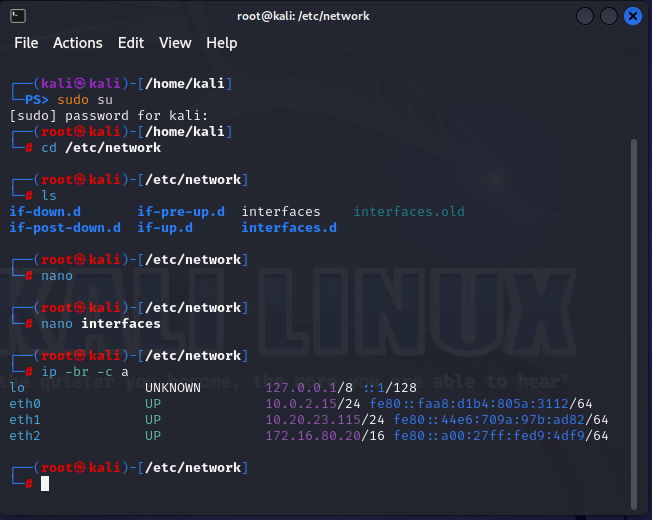 root@kali: /etc/network
File Actions Edit View Help
┌──(kali㉿kali)-[/home/kali]
└─PS> sudo su
[sudo] password for kali:
┌──(root㉿kali)-[/home/kali]
└─# cd /etc/network
┌──(root㉿kali)-[/etc/network]
└─# ls
if-down.d if-pre-up.d interfaces interfaces.old
if-post-down.d if-up.d interfaces.d
┌──(root㉿kali)-[/etc/network]
└─# nano
┌──(root㉿kali)-[/etc/network]
└─# nano interfaces
┌──(root㉿kali)-[/etc/network]
└─# ip -br -c a
lo UNKNOWN 127.0.0.1/8 ::1/128
eth0 UP 10.0.2.15/24 fe80::faa8:d1b4:805a:3112/64
eth1 UP 10.20.23.115/24 fe80::44e6:709a:97b:ad82/64
eth2 UP 172.16.80.20/16 fe80::a00:27ff:fed9:4df9/64
┌──(root㉿kali)-[/etc/network]
└─#
KALI LINUX